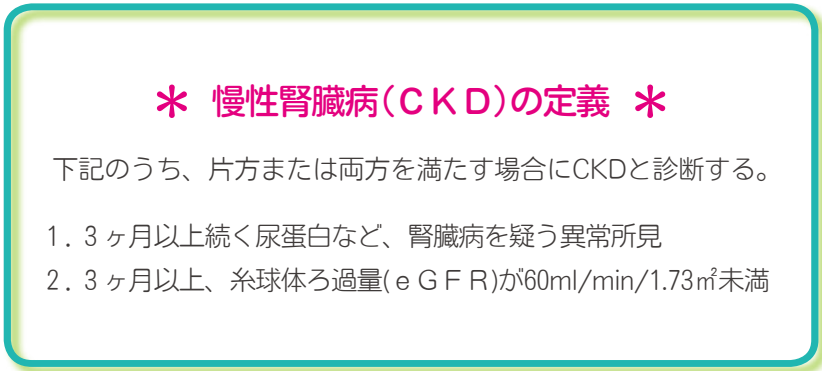 ＊ 慢性腎臓病(ＣＫＤ)の定義 ＊
下記のうち、片方または両方を満たす場合にCKDと診断する。
1．3ヶ月以上続く尿蛋白など、腎臓病を疑う異常所見
2．3ヶ月以上、糸球体ろ過量(ｅＧＦＲ)が60ml/min/1.73㎡未満